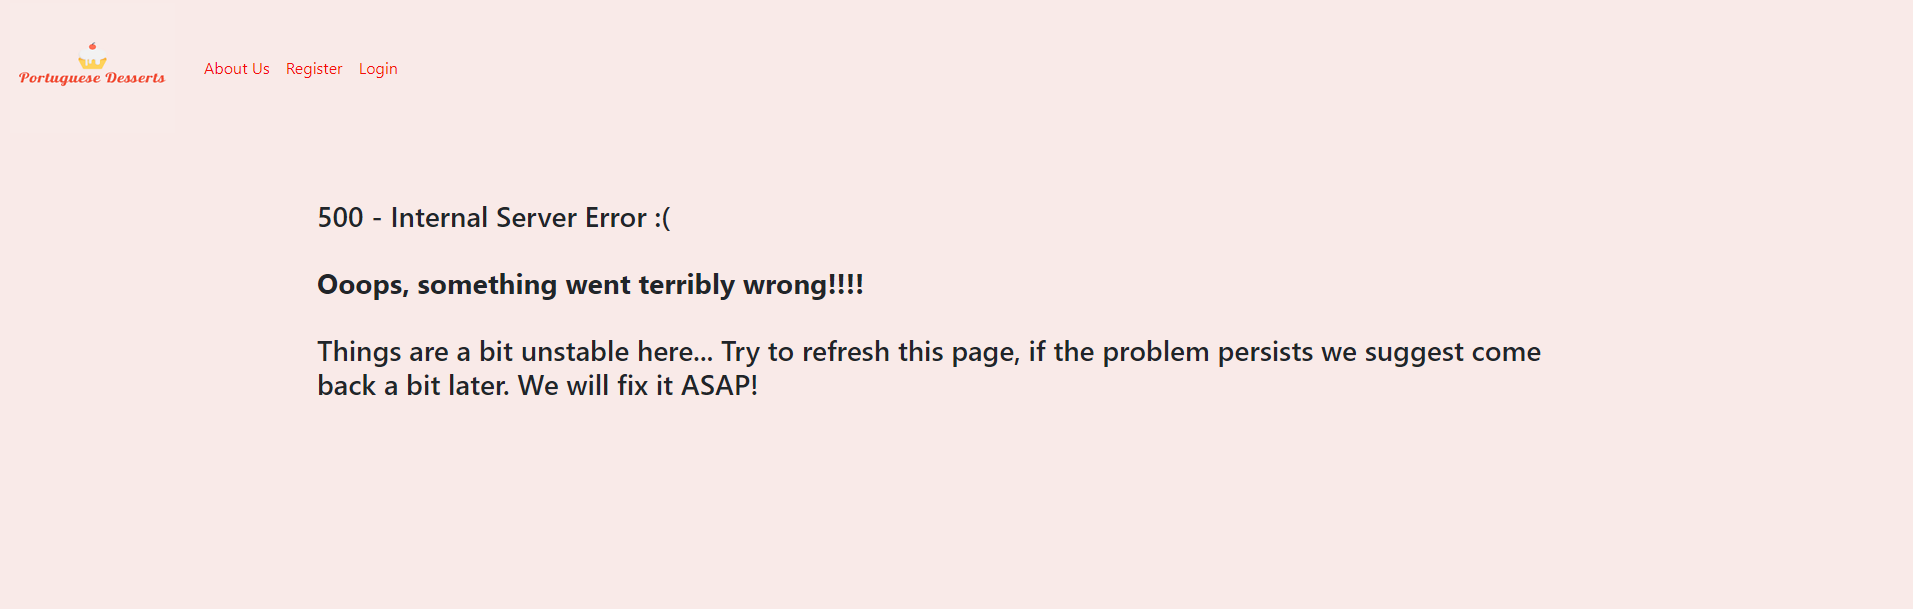 Portuguese Desserts
About Us Register Login
500 - Internal Server Error :(
Ooops, something went terribly wrong!!!!
Things are a bit unstable here... Try to refresh this page, if the problem persists we suggest come
back a bit later. We will fix it ASAP!